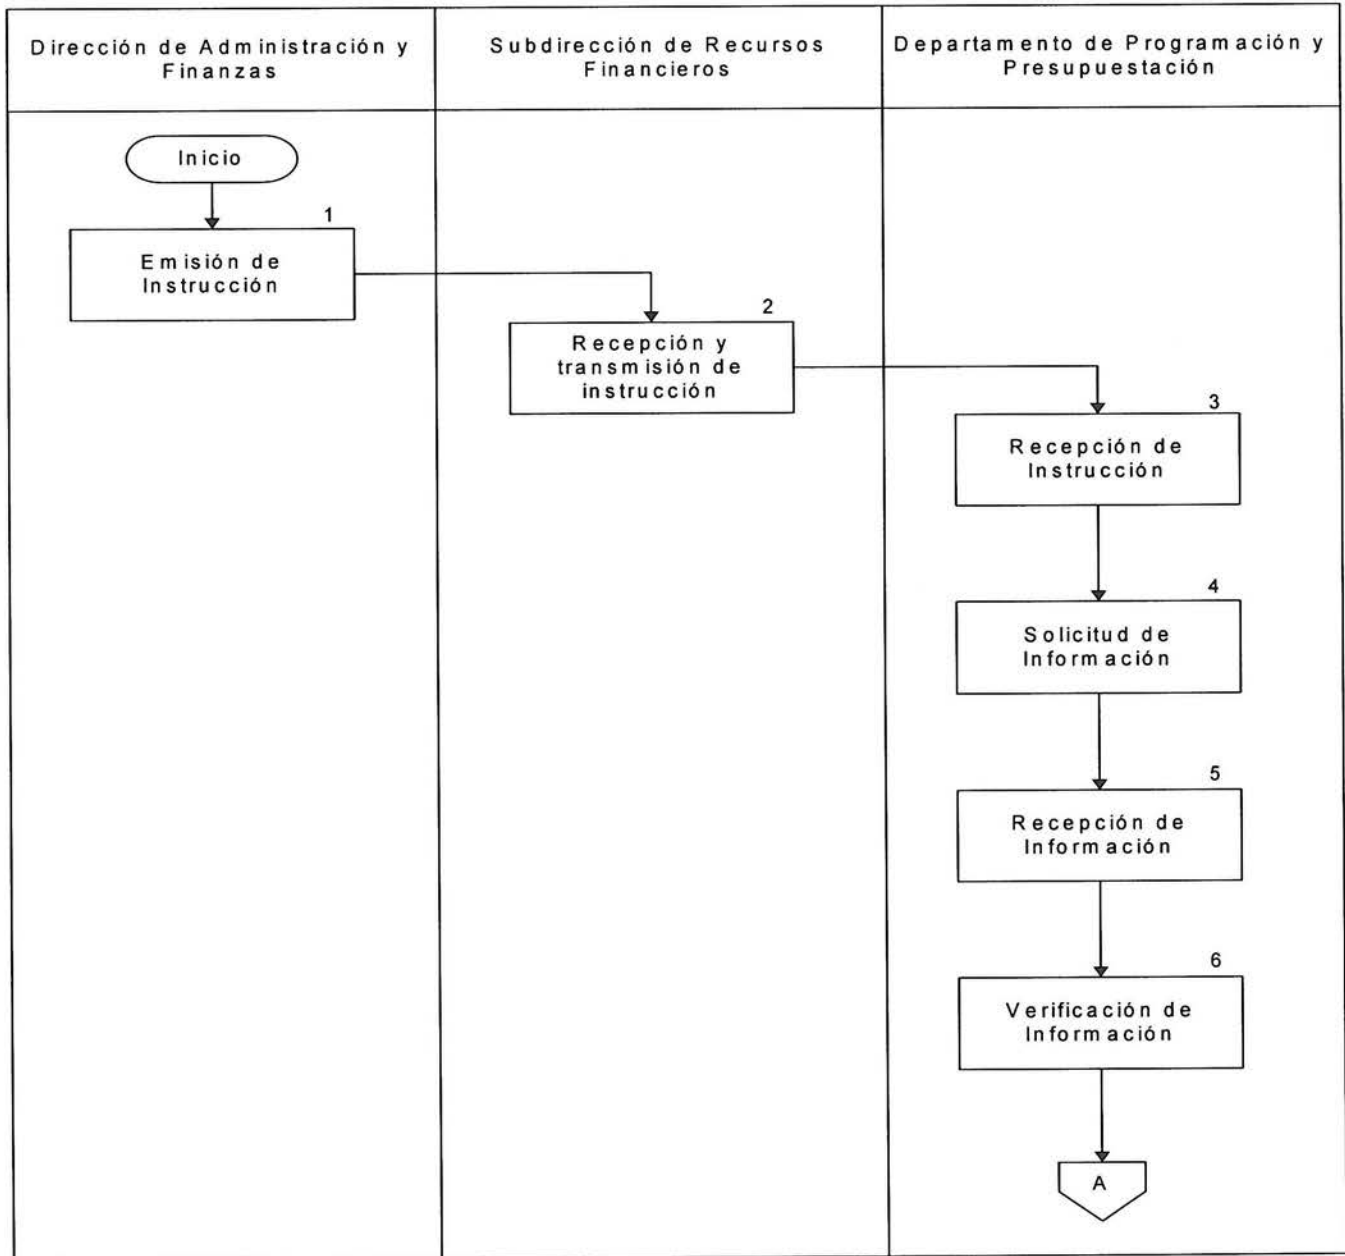 Dirección de Administración y
Finanzas
Subdirección de Recursos
Financieros
Departamento de Programación y
Presupuestación
Inicio
1
Emisión de
Instrucción
2
Recepción y
transmisión de
instrucción
3
Recepción de
Instrucción
4
Solicitud de
Información
5
Recepción de
Información
6
Verificación de
Información
A